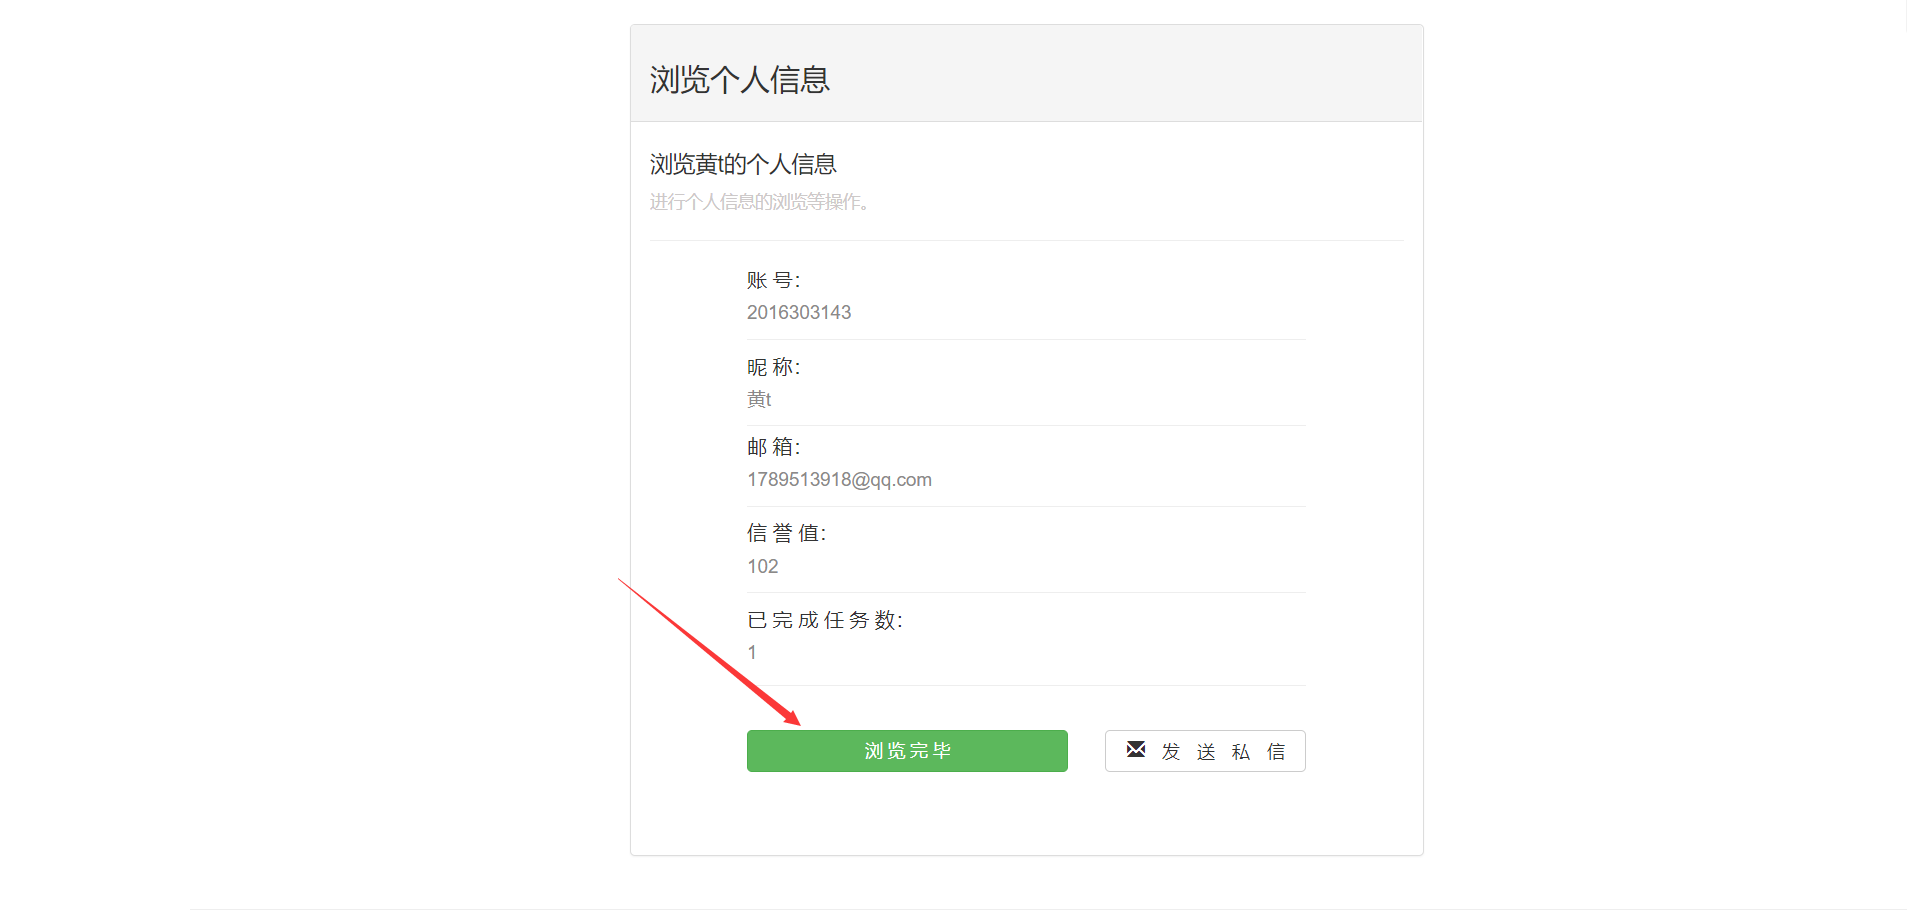 浏览个人信息
浏览黄t的个人信息
进行个人信息的浏览等操作。
账 号：
2016303143
昵 称：
黄t
邮 箱：
1789513918@qq.com
信 誉 值：
102
已 完 成 任 务 数：
1
浏览完毕
发 送 私 信